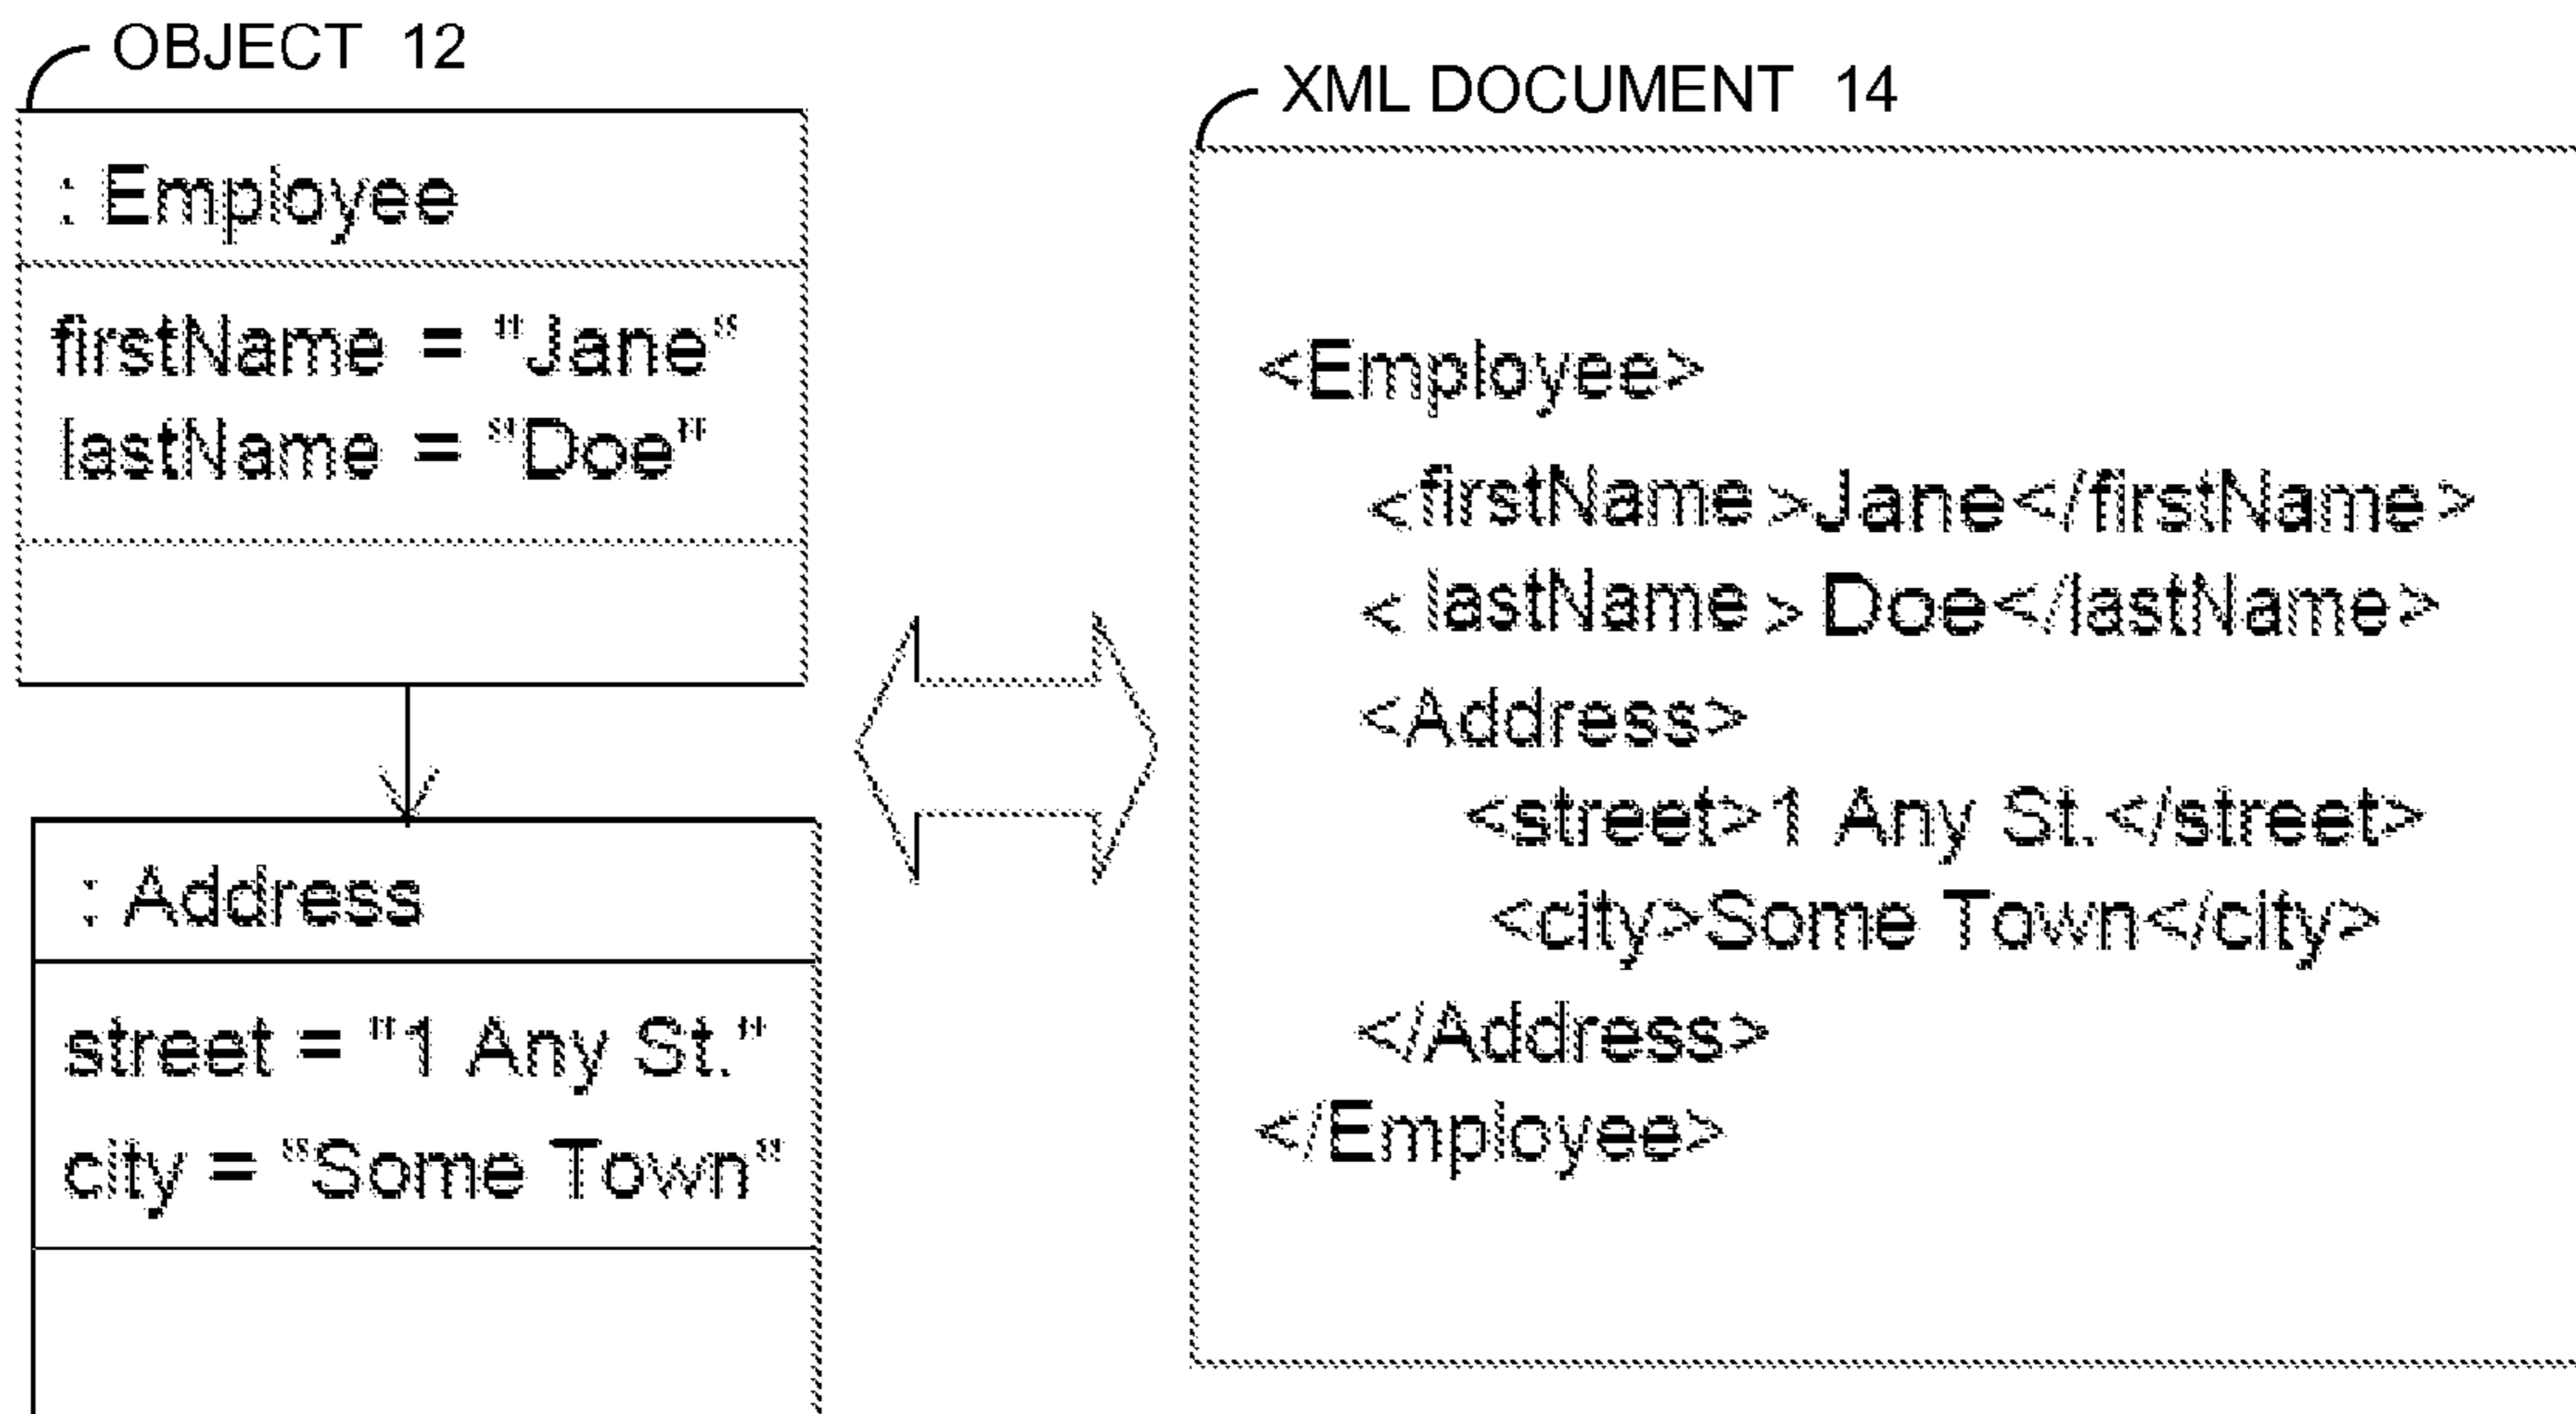 OBJECT 12
: Employee
firstName = "Jane"
lastName = "Doe"
: Address
street = "1 Any St."
city = "Some Town"
XML DOCUMENT 14
<Employee>
<firstName>Jane</firstName>
< lastName > Doe</lastName>
<Address>
<street>1 Any St.</street>
<city>Some Town</city>
</Address>
</Employee>